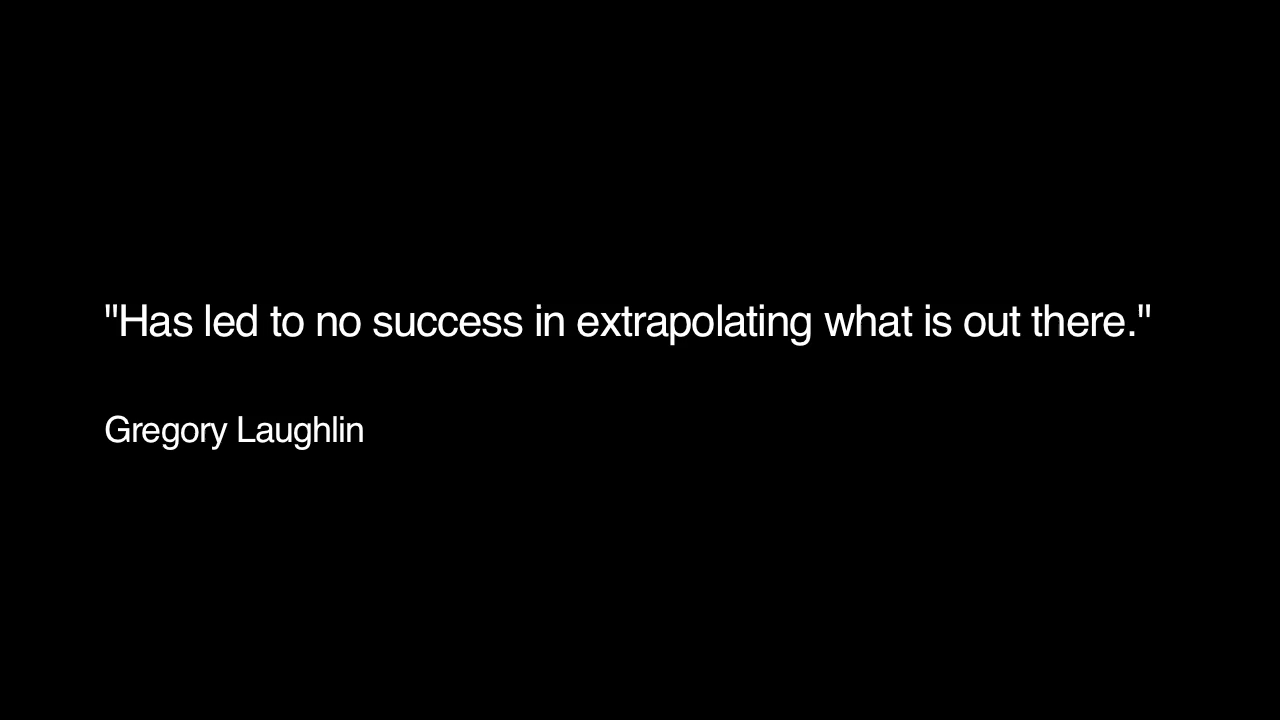 "Has led to no success in extrapolating what is out there."
Gregory Laughlin